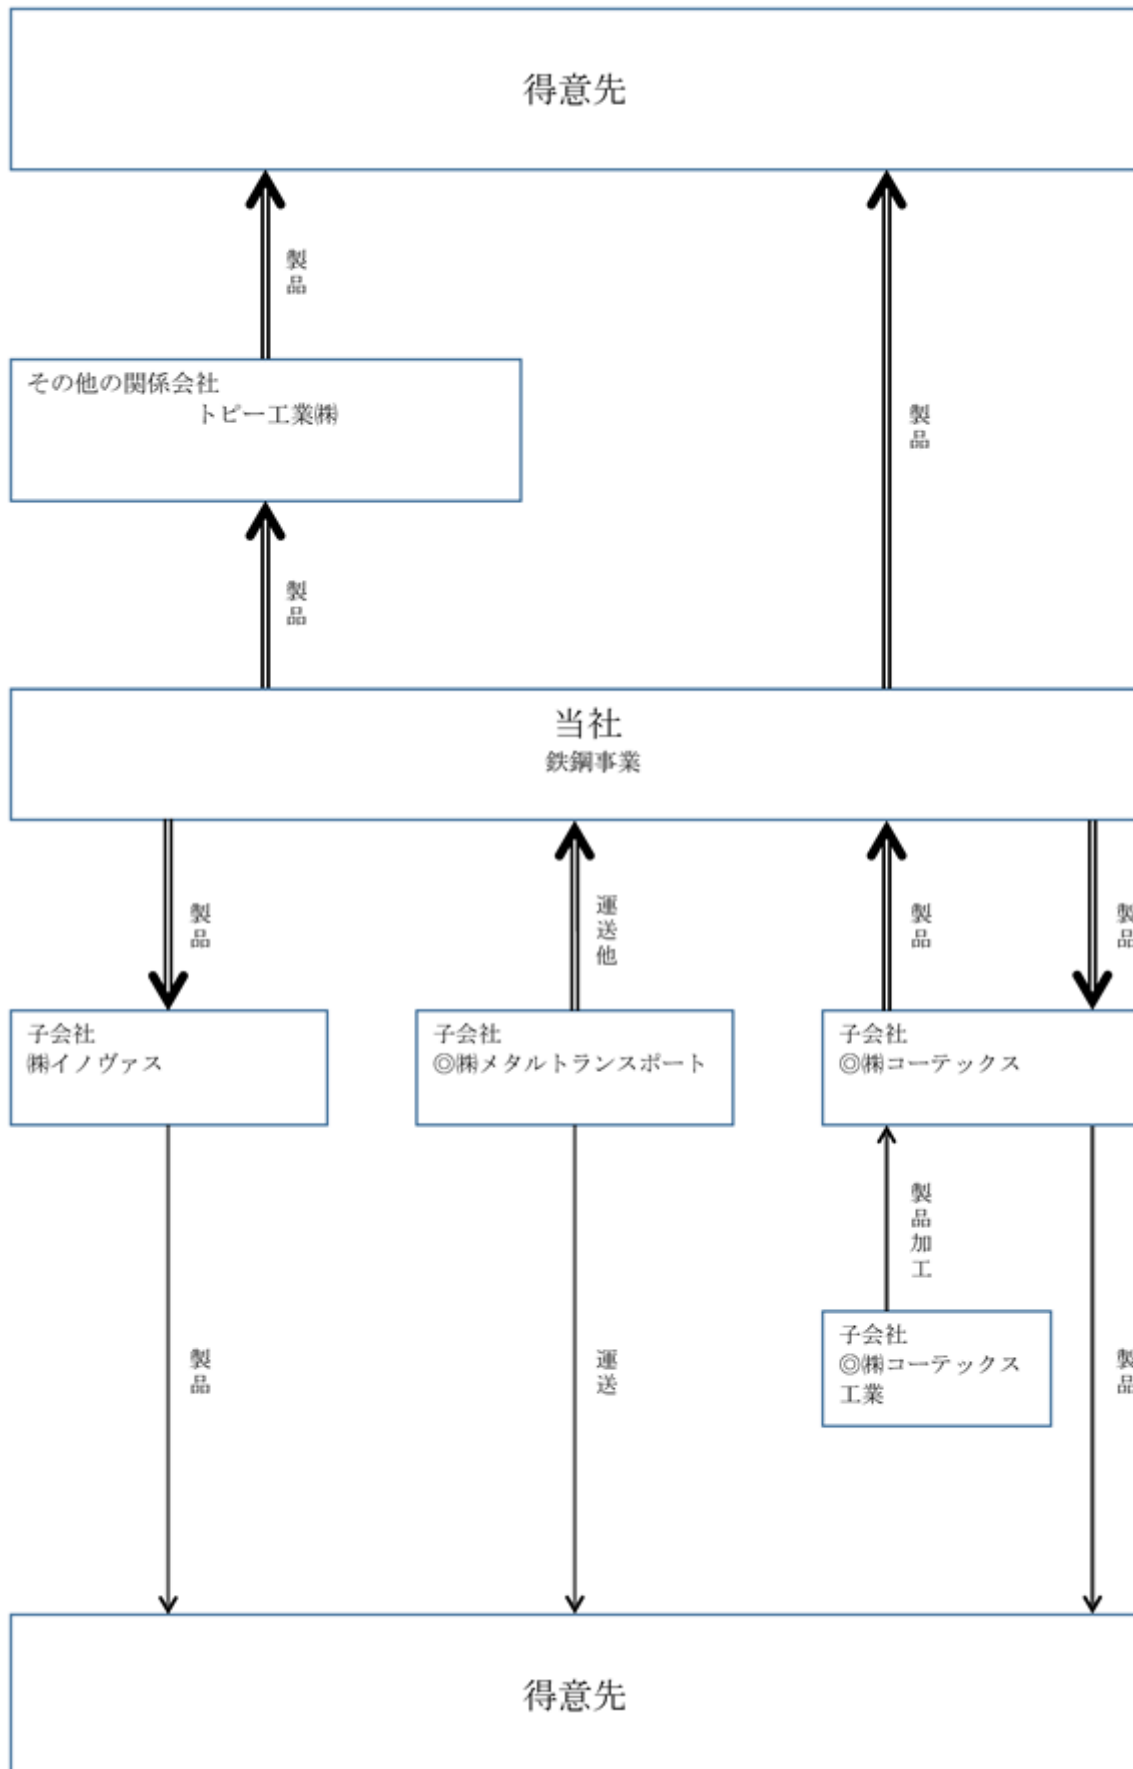 得意先
製品
その他の関係会社
トピー工業㈱
製品
製品
当社
鉄鋼事業
製品
運送他
製品
製品
子会社
㈱イノヴァス
子会社
◎㈱メタルトランスポート
子会社
◎㈱コーテックス
製品加工
子会社
◎㈱コーテックス
工業
製品
運送
製品
得意先